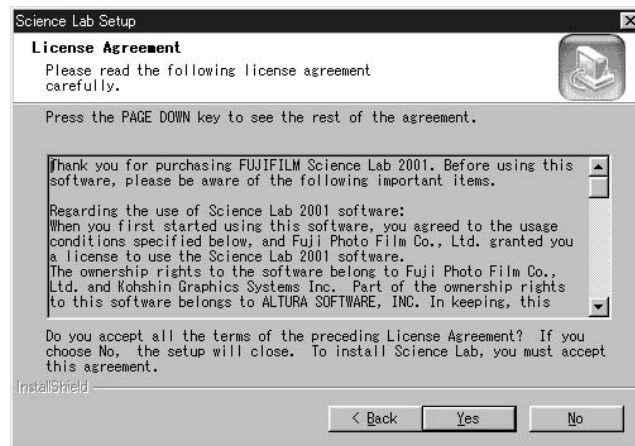 Science Lab Setup
License Agreement
Please read the following license agreement
carefully.
Press the PAGE DOWN key to see the rest of the agreement.
Thank you for purchasing FUJIFILM Science Lab 2001. Before using this
software, please be aware of the following important items.
Regarding the use of Science Lab 2001 software:
When you first started using this software, you agreed to the usage
conditions specified below, and Fuji Photo Film Co., Ltd. granted you
a license to use the Science Lab 2001 software.
The ownership rights to the software belong to Fuji Photo Film Co.,
Ltd. and Kohshin Graphics Systems Inc.  Part of the ownership rights
to this software belongs to ALTURA SOFTWARE, INC. In keeping, this
Do you accept all the terms of the preceding License Agreement?  If you
choose No,  the setup will close.  To install Science Lab, you must accept
this agreement.
InstallShield
< Back
Yes
No